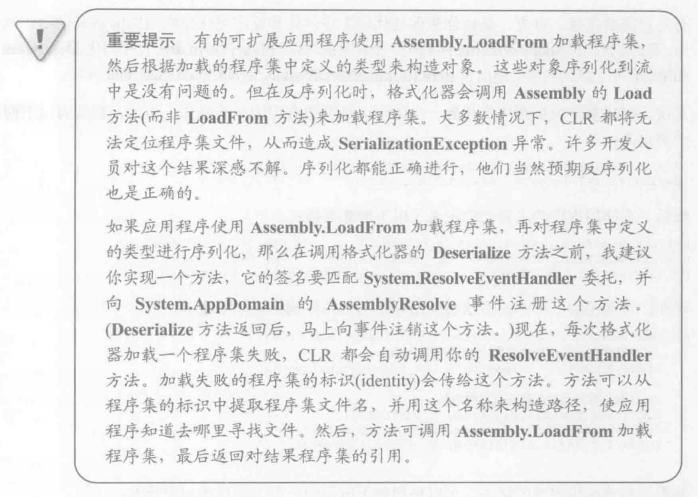 重要提示 有的可扩展应用程序使用 Assembly.LoadFrom 加载程序集,
然后根据加载的程序集中定义的类型来构造对象。这些对象序列化到流
中是没有问题的。但在反序列化时,格式化器会调用 Assembly 的 Load
方法(而非 LoadFrom 方法)来加载程序集。大多数情况下,CLR 都将无
法定位程序集文件,从而造成 SerializationException 异常。许多开发人
员对这个结果深感不解。序列化都能正确进行,他们当然预期反序列化
也是正确的。
如果应用程序使用 Assembly.LoadFrom 加载程序集,再对程序集中定义
的类型进行序列化,那么在调用格式化器的 Deserialize 方法之前,我建议
你实现一个方法,它的签名要匹配 System.ResolveEventHandler 委托,并
向 System.AppDomain 的 AssemblyResolve 事件注册这个方法。
(Deserialize 方法返回后,马上向事件注销这个方法。)现在,每次格式化
器加载一个程序集失败,CLR 都会自动调用你的 ResolveEventHandler
方法。加载失败的程序集的标识(identity)会传给这个方法。方法可以从
程序集的标识中提取程序集文件名,并用这个名称来构造路径,使应用
程序知道去哪里寻找文件。然后,方法可调用 Assembly.LoadFrom 加载
程序集,最后返回对结果程序集的引用。